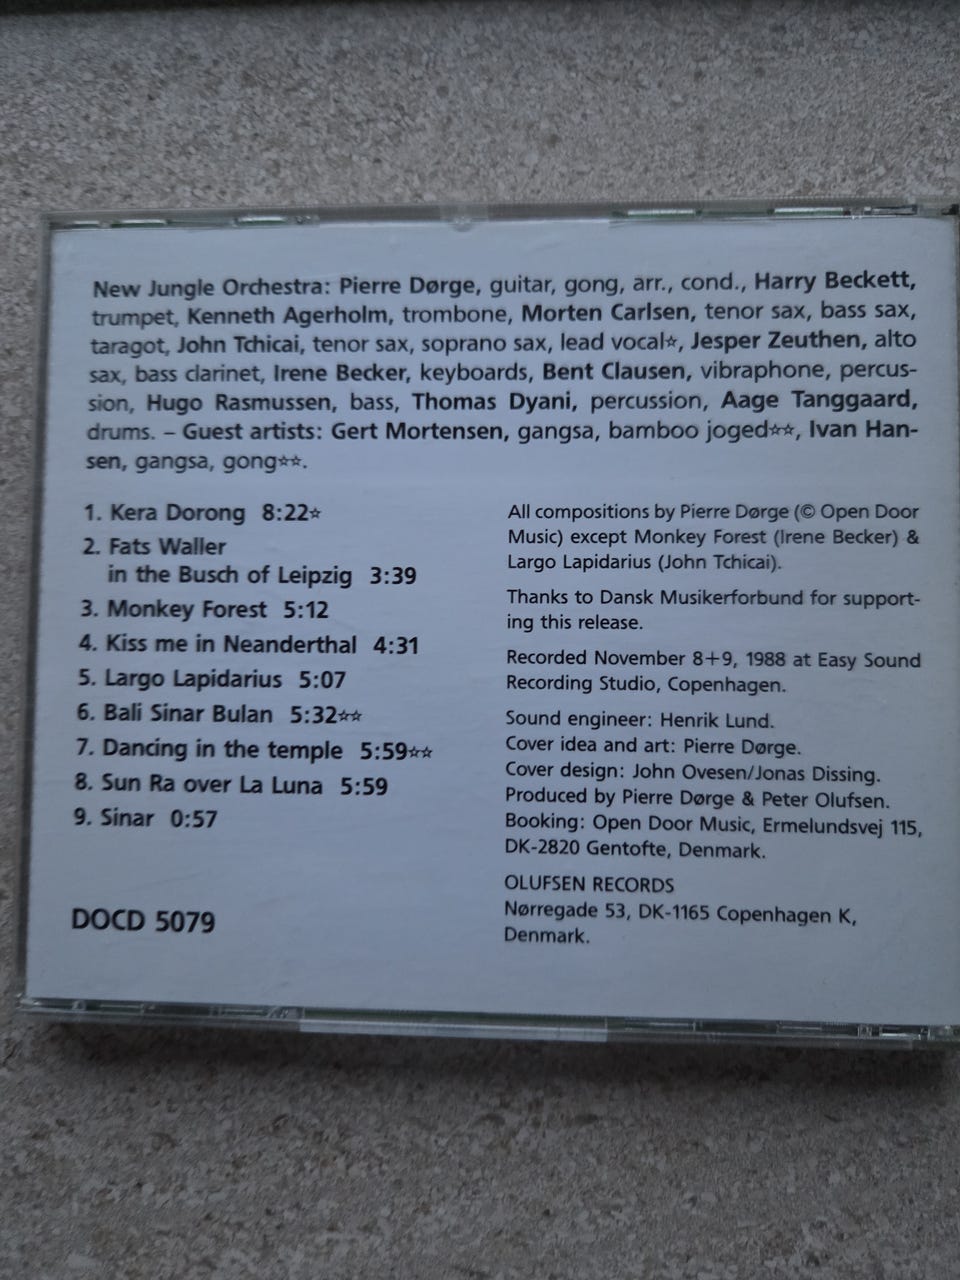 New Jungle Orchestra: Pierre Dørge, guitar, gong, arr., cond., Harry Beckett,
trumpet, Kenneth Agerholm, trombone, Morten Carlsen, tenor sax, bass sax,
taragot, John Tchicai, tenor sax, soprano sax, lead vocal☆, Jesper Zeuthen, alto
sax, bass clarinet, Irene Becker, keyboards, Bent Clausen, vibraphone, percus-
sion, Hugo Rasmussen, bass, Thomas Dyani, percussion, Aage Tanggaard,
drums. – Guest artists: Gert Mortensen, gangsa, bamboo joged☆☆, Ivan Han-
sen, gangsa, gong☆☆.
1. Kera Dorong 8:22☆
2. Fats Waller
in the Busch of Leipzig 3:39
3. Monkey Forest 5:12
4. Kiss me in Neanderthal 4:31
5. Largo Lapidarius 5:07
6. Bali Sinar Bulan 5:32☆☆
7. Dancing in the temple 5:59☆☆
8. Sun Ra over La Luna 5:59
9. Sinar 0:57
DOCD 5079
All compositions by Pierre Dørge (© Open Door
Music) except Monkey Forest (Irene Becker) &
Largo Lapidarius (John Tchicai).
Thanks to Dansk Musikerforbund for support-
ing this release.
Recorded November 8+9, 1988 at Easy Sound
Recording Studio, Copenhagen.
Sound engineer: Henrik Lund.
Cover idea and art: Pierre Dørge.
Cover design: John Ovesen/Jonas Dissing.
Produced by Pierre Dørge & Peter Olufsen.
Booking: Open Door Music, Ermelundsvej 115,
DK-2820 Gentofte, Denmark.
OLUFSEN RECORDS
Nørregade 53, DK-1165 Copenhagen K,
Denmark.